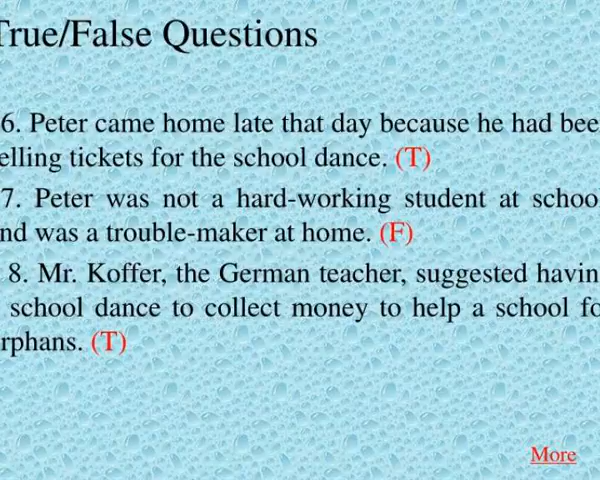 True/False Questions
6. Peter came home late that day because he had bee
elling tickets for the school dance. (T)
7. Peter was not a hard-working student at school
nd was a trouble-maker at home. (F)
8. Mr. Koffer, the German teacher, suggested havin
school dance to collect money to help a school fo
rphans. (T)
More